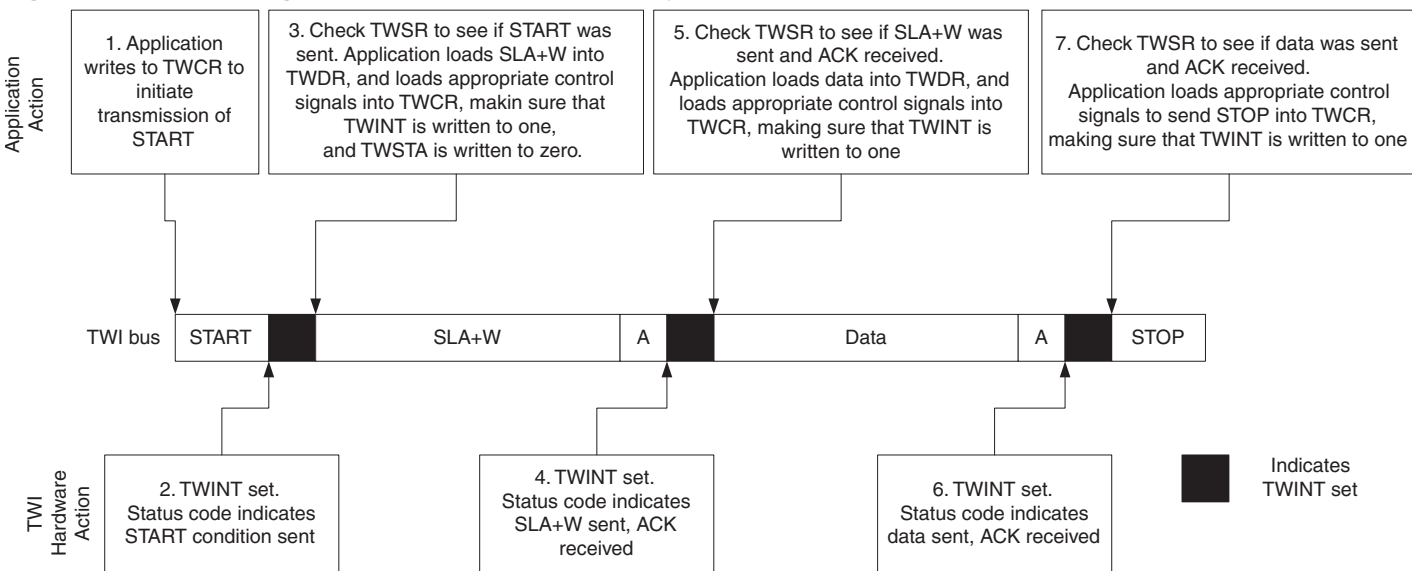 Application
Action
1. Application
writes to TWCR to
initiate
transmission of
START
3. Check TWSR to see if START was
sent. Application loads SLA+W into
TWDR, and loads appropriate control
signals into TWCR, makin sure that
TWINT is written to one,
and TWSTA is written to zero.
5. Check TWSR to see if SLA+W was
sent and ACK received.
Application loads data into TWDR, and
loads appropriate control signals into
TWCR, making sure that TWINT is
written to one
7. Check TWSR to see if data was sent
and ACK received.
Application loads appropriate control
signals to send STOP into TWCR,
making sure that TWINT is written to one
TWI bus
START
SLA+W
A
Data
A
STOP
TWI
Hardware
Action
2. TWINT set.
Status code indicates
START condition sent
4. TWINT set.
Status code indicates
SLA+W sent, ACK
received
6. TWINT set.
Status code indicates
data sent, ACK received
Indicates
TWINT set